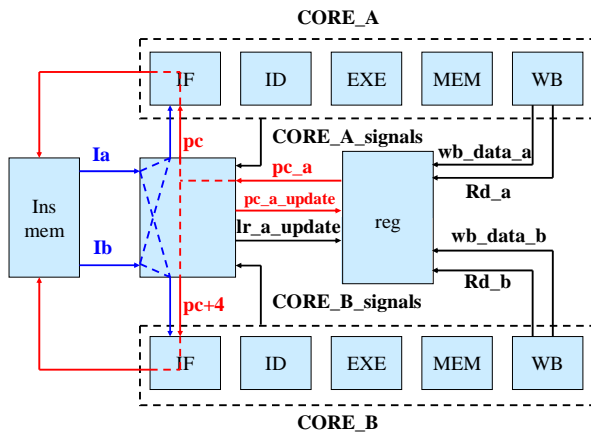 CORE_A
IF
ID
EXE
MEM
WB
CORE_A_signals
wb_data_a
Ia
pc
pc_a
Rd_a
Ins
mem
pc_a_update
reg
lr_a_update
wb_data_b
Ib
Rd_b
pc+4
CORE_B_signals
IF
ID
EXE
MEM
WB
CORE_B